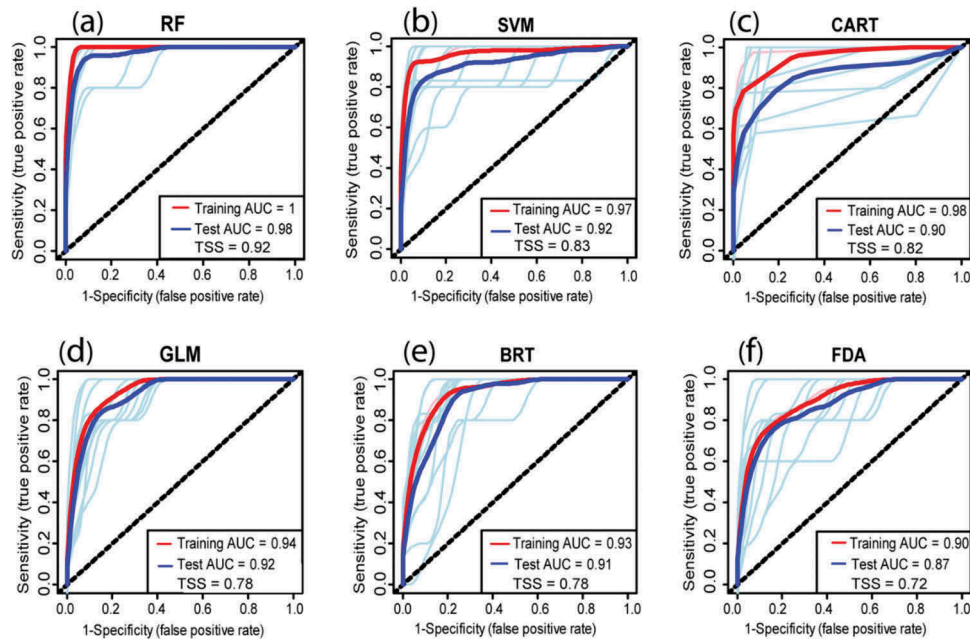 (a) RF
Sensitivity (true positive rate)
1.0
0.8
0.6
0.4
0.2
0.0
Training AUC = 1
Test AUC = 0.98
TSS = 0.92
0.0 0.2 0.4 0.6 0.8 1.0
1-Specificity (false positive rate)
(b) SVM
Sensitivity (true positive rate)
1.0
0.8
0.6
0.4
0.2
0.0
Training AUC = 0.97
Test AUC = 0.92
TSS = 0.83
0.0 0.2 0.4 0.6 0.8 1.0
1-Specificity (false positive rate)
(c) CART
Sensitivity (true positive rate)
1.0
0.8
0.6
0.4
0.2
0.0
Training AUC = 0.98
Test AUC = 0.90
TSS = 0.82
0.0 0.2 0.4 0.6 0.8 1.0
1-Specificity (false positive rate)
(d) GLM
Sensitivity (true positive rate)
1.0
0.8
0.6
0.4
0.2
0.0
Training AUC = 0.94
Test AUC = 0.92
TSS = 0.78
0.0 0.2 0.4 0.6 0.8 1.0
1-Specificity (false positive rate)
(e) BRT
Sensitivity (true positive rate)
1.0
0.8
0.6
0.4
0.2
0.0
Training AUC = 0.93
Test AUC = 0.91
TSS = 0.78
0.0 0.2 0.4 0.6 0.8 1.0
1-Specificity (false positive rate)
(f) FDA
Sensitivity (true positive rate)
1.0
0.8
0.6
0.4
0.2
0.0
Training AUC = 0.90
Test AUC = 0.87
TSS = 0.72
0.0 0.2 0.4 0.6 0.8 1.0
1-Specificity (false positive rate)